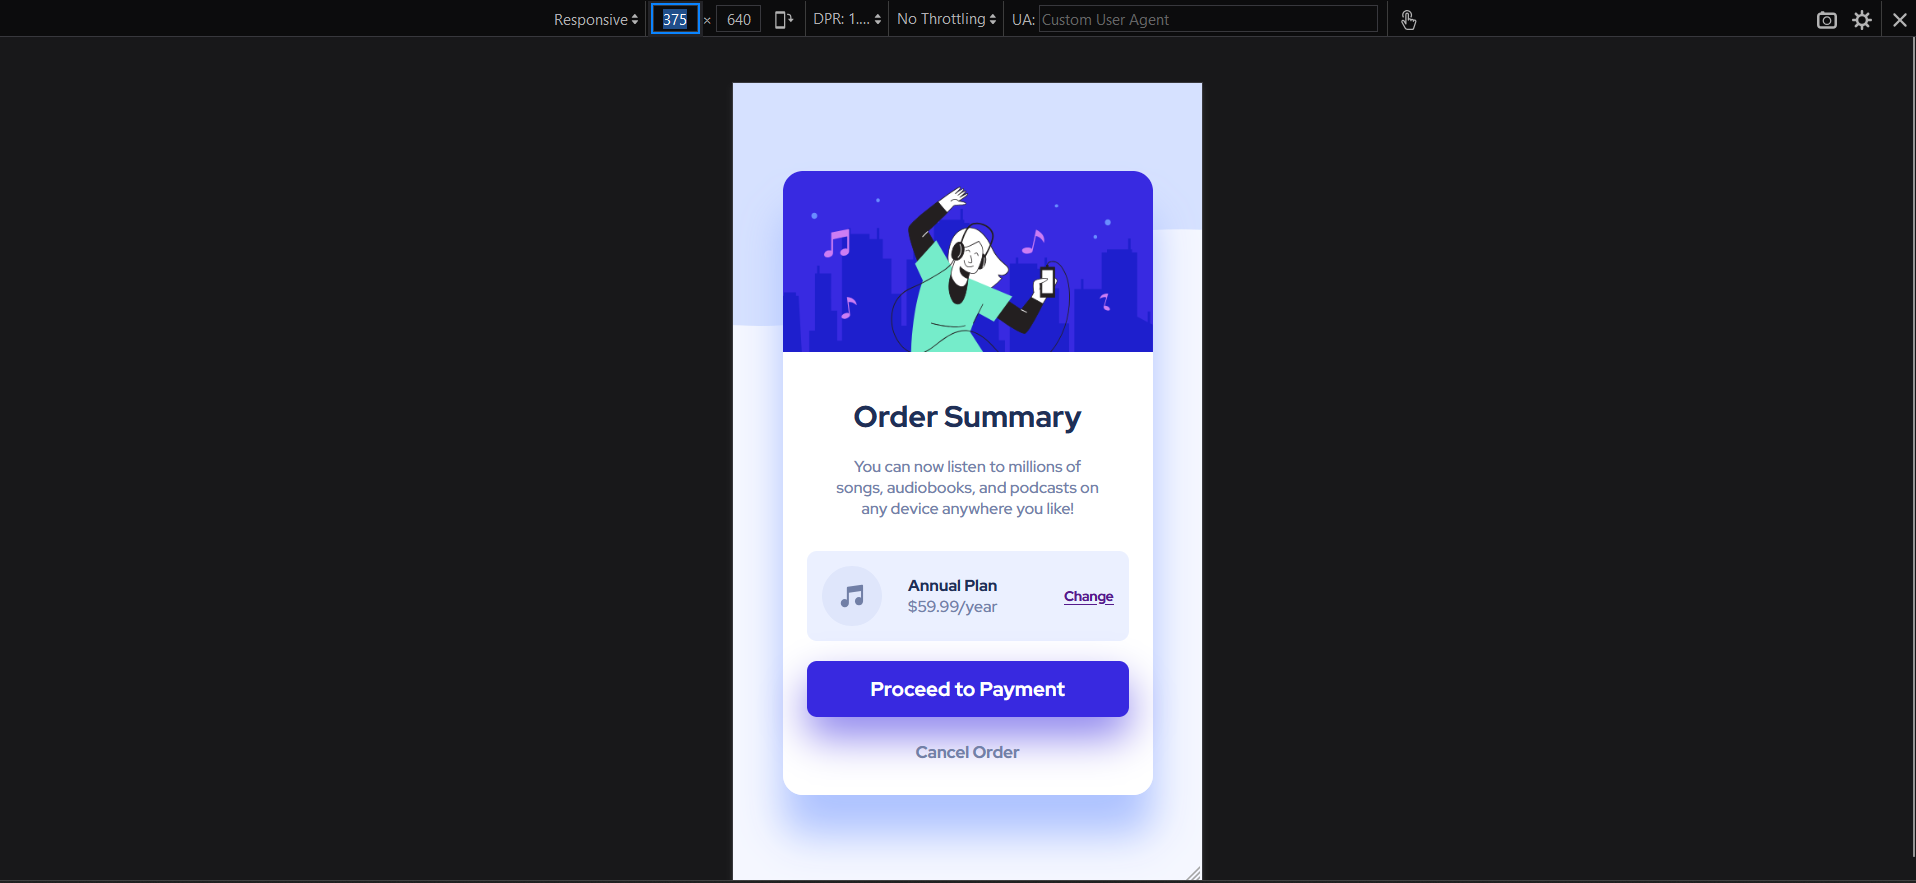 Responsive 375 × 640 DPR: 1.... No Throttling UA: Custom User Agent
Order Summary
You can now listen to millions of
songs, audiobooks, and podcasts on
any device anywhere you like!
Annual Plan
$59.99/year
Change
Proceed to Payment
Cancel Order